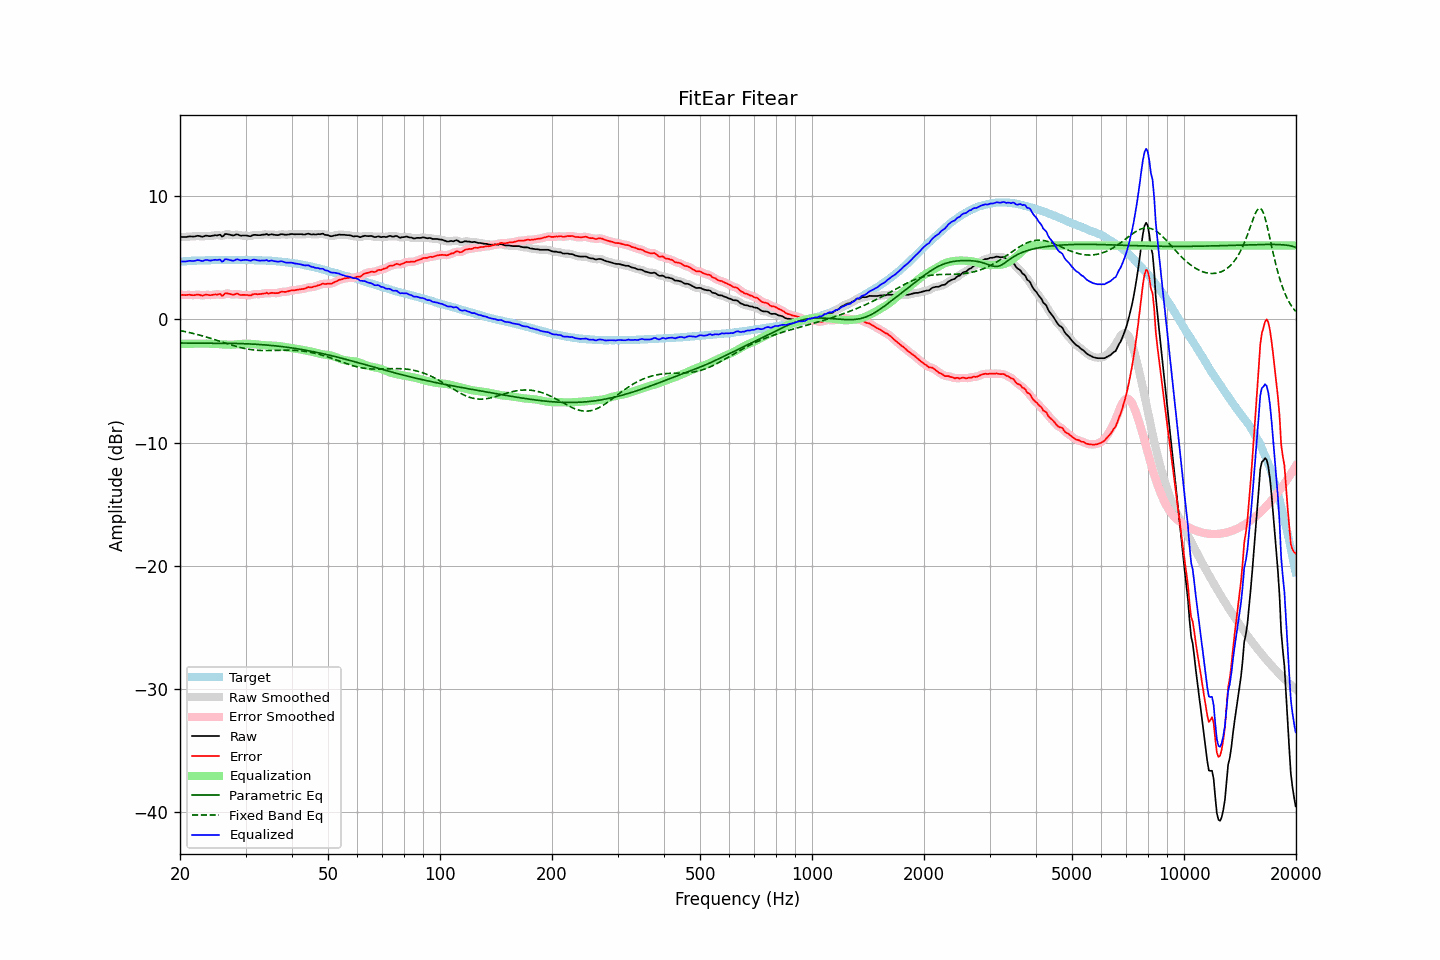 FitEar Fitear
Amplitude (dBr)
10
0
−10
−20
−30
−40
Target
Raw Smoothed
Error Smoothed
Raw
Error
Equalization
Parametric Eq
Fixed Band Eq
Equalized
20 50 100 200 500 1000 2000 5000 10000 20000
Frequency (Hz)